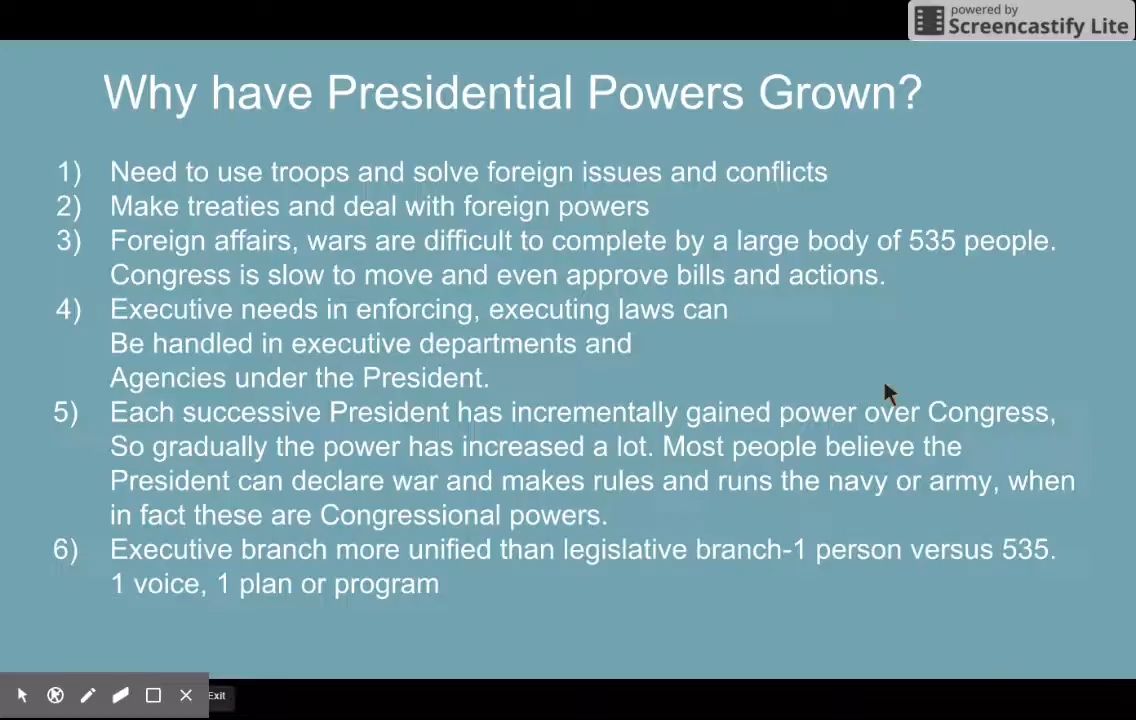 powered by
Screencastify Lite
Why have Presidential Powers Grown?
1) Need to use troops and solve foreign issues and conflicts
2) Make treaties and deal with foreign powers
3) Foreign affairs, wars are difficult to complete by a large body of 535 people.
Congress is slow to move and even approve bills and actions.
4) Executive needs in enforcing, executing laws can
Be handled in executive departments and
Agencies under the President.
5) Each successive President has incrementally gained power over Congress,
So gradually the power has increased a lot. Most people believe the
President can declare war and makes rules and runs the navy or army, when
in fact these are Congressional powers.
6) Executive branch more unified than legislative branch-1 person versus 535.
1 voice, 1 plan or program
Exit